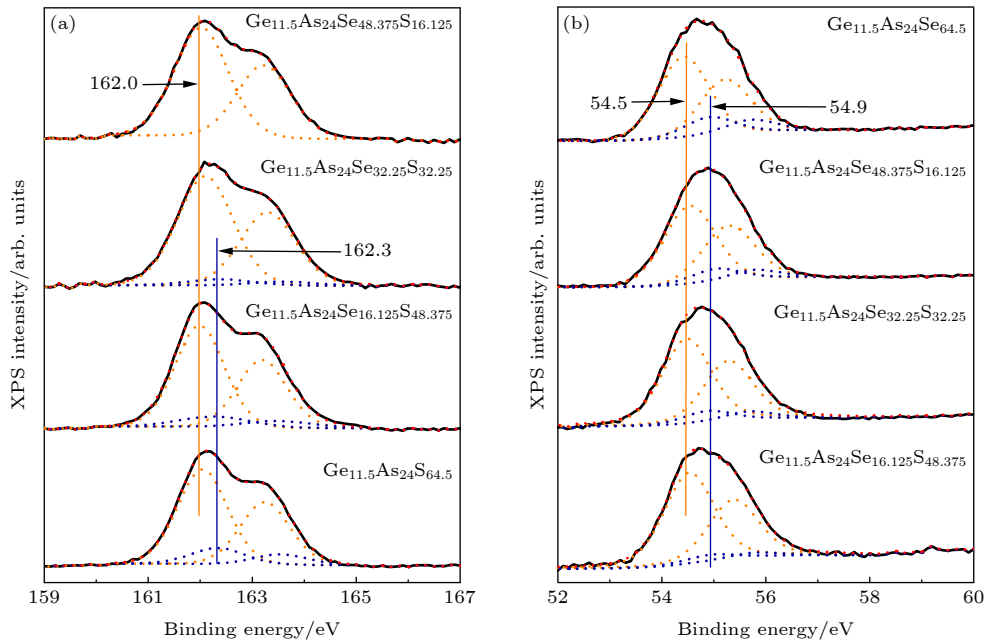 (a)
Ge11.5As24Se48.375S16.125
162.0
Ge11.5As24Se32.25S32.25
162.3
Ge11.5As24Se16.125S48.375
Ge11.5As24S64.5
XPS intensity/arb. units
159 161 163 165 167
Binding energy/eV
(b)
Ge11.5As24Se64.5
54.5
54.9
Ge11.5As24Se48.375S16.125
Ge11.5As24Se32.25S32.25
Ge11.5As24Se16.125S48.375
XPS intensity/arb. units
52 54 56 58 60
Binding energy/eV